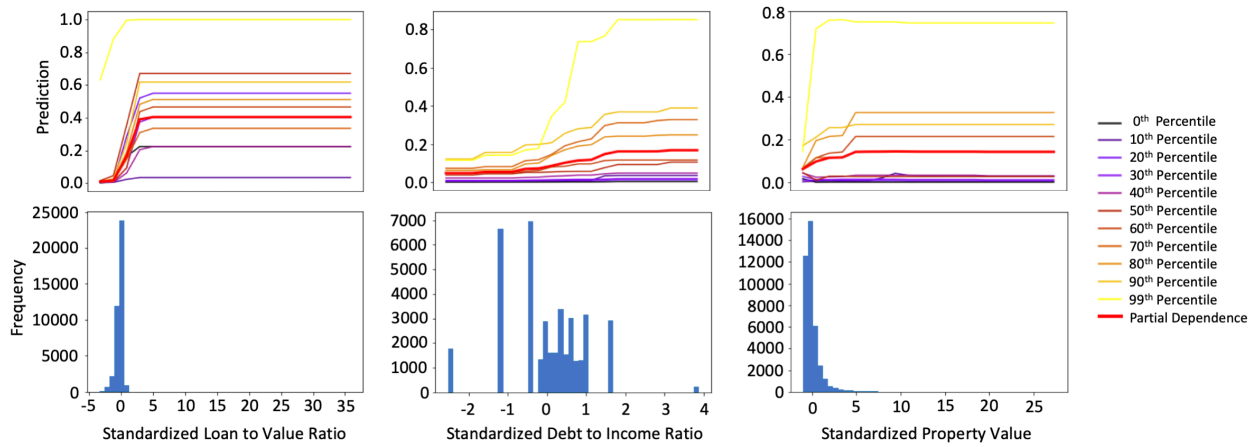 Prediction
1.0
0.8
0.6
0.4
0.2
0.0
0.8
0.6
0.4
0.2
0.0
0.8
0.6
0.4
0.2
0.0
Frequency
25000
20000
15000
10000
5000
0
-5 0 5 10 15 20 25 30 35
Standardized Loan to Value Ratio
7000
6000
5000
4000
3000
2000
1000
0
-2 -1 0 1 2 3 4
Standardized Debt to Income Ratio
16000
14000
12000
10000
8000
6000
4000
2000
0
0 5 10 15 20 25
Standardized Property Value
0th Percentile
10th Percentile
20th Percentile
30th Percentile
40th Percentile
50th Percentile
60th Percentile
70th Percentile
80th Percentile
90th Percentile
99th Percentile
Partial Dependence